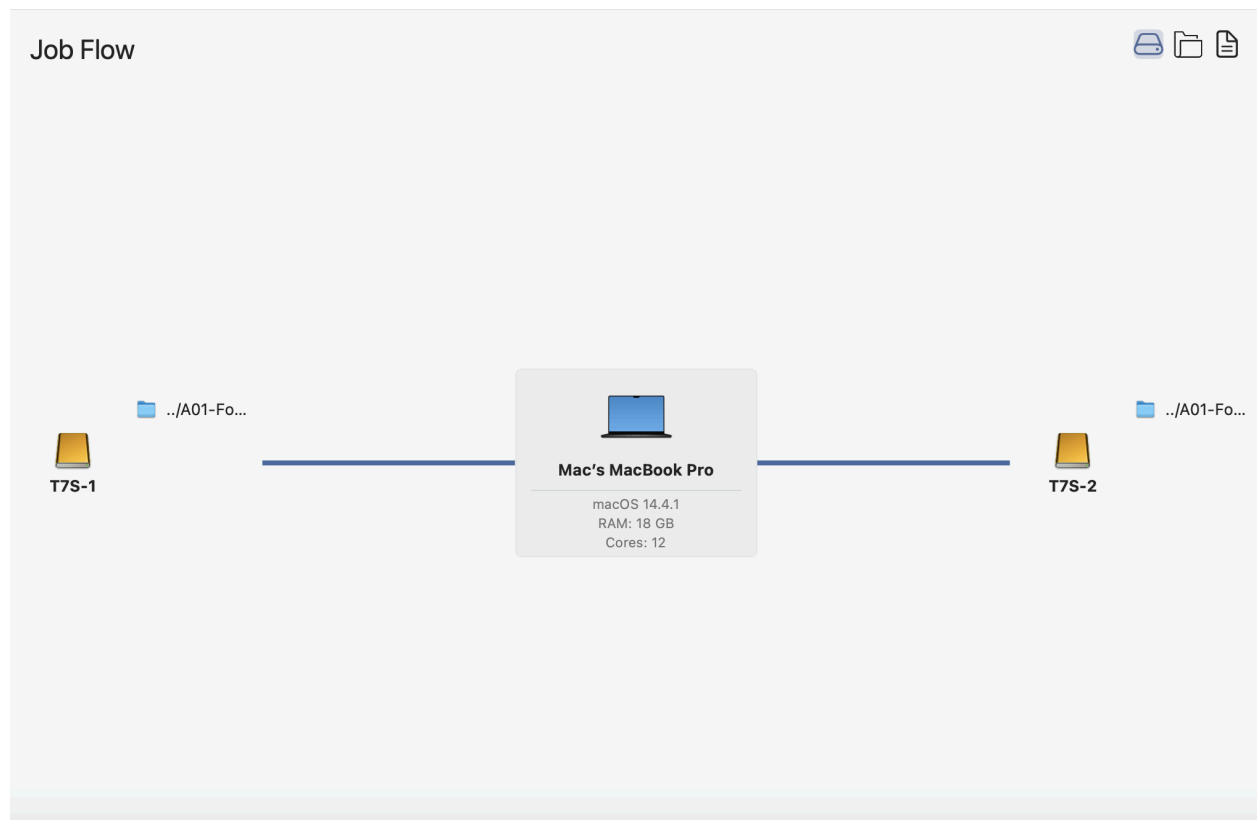 Job Flow
../A01-Fo...
T7S-1
Mac’s MacBook Pro
macOS 14.4.1
RAM: 18 GB
Cores: 12
../A01-Fo...
T7S-2